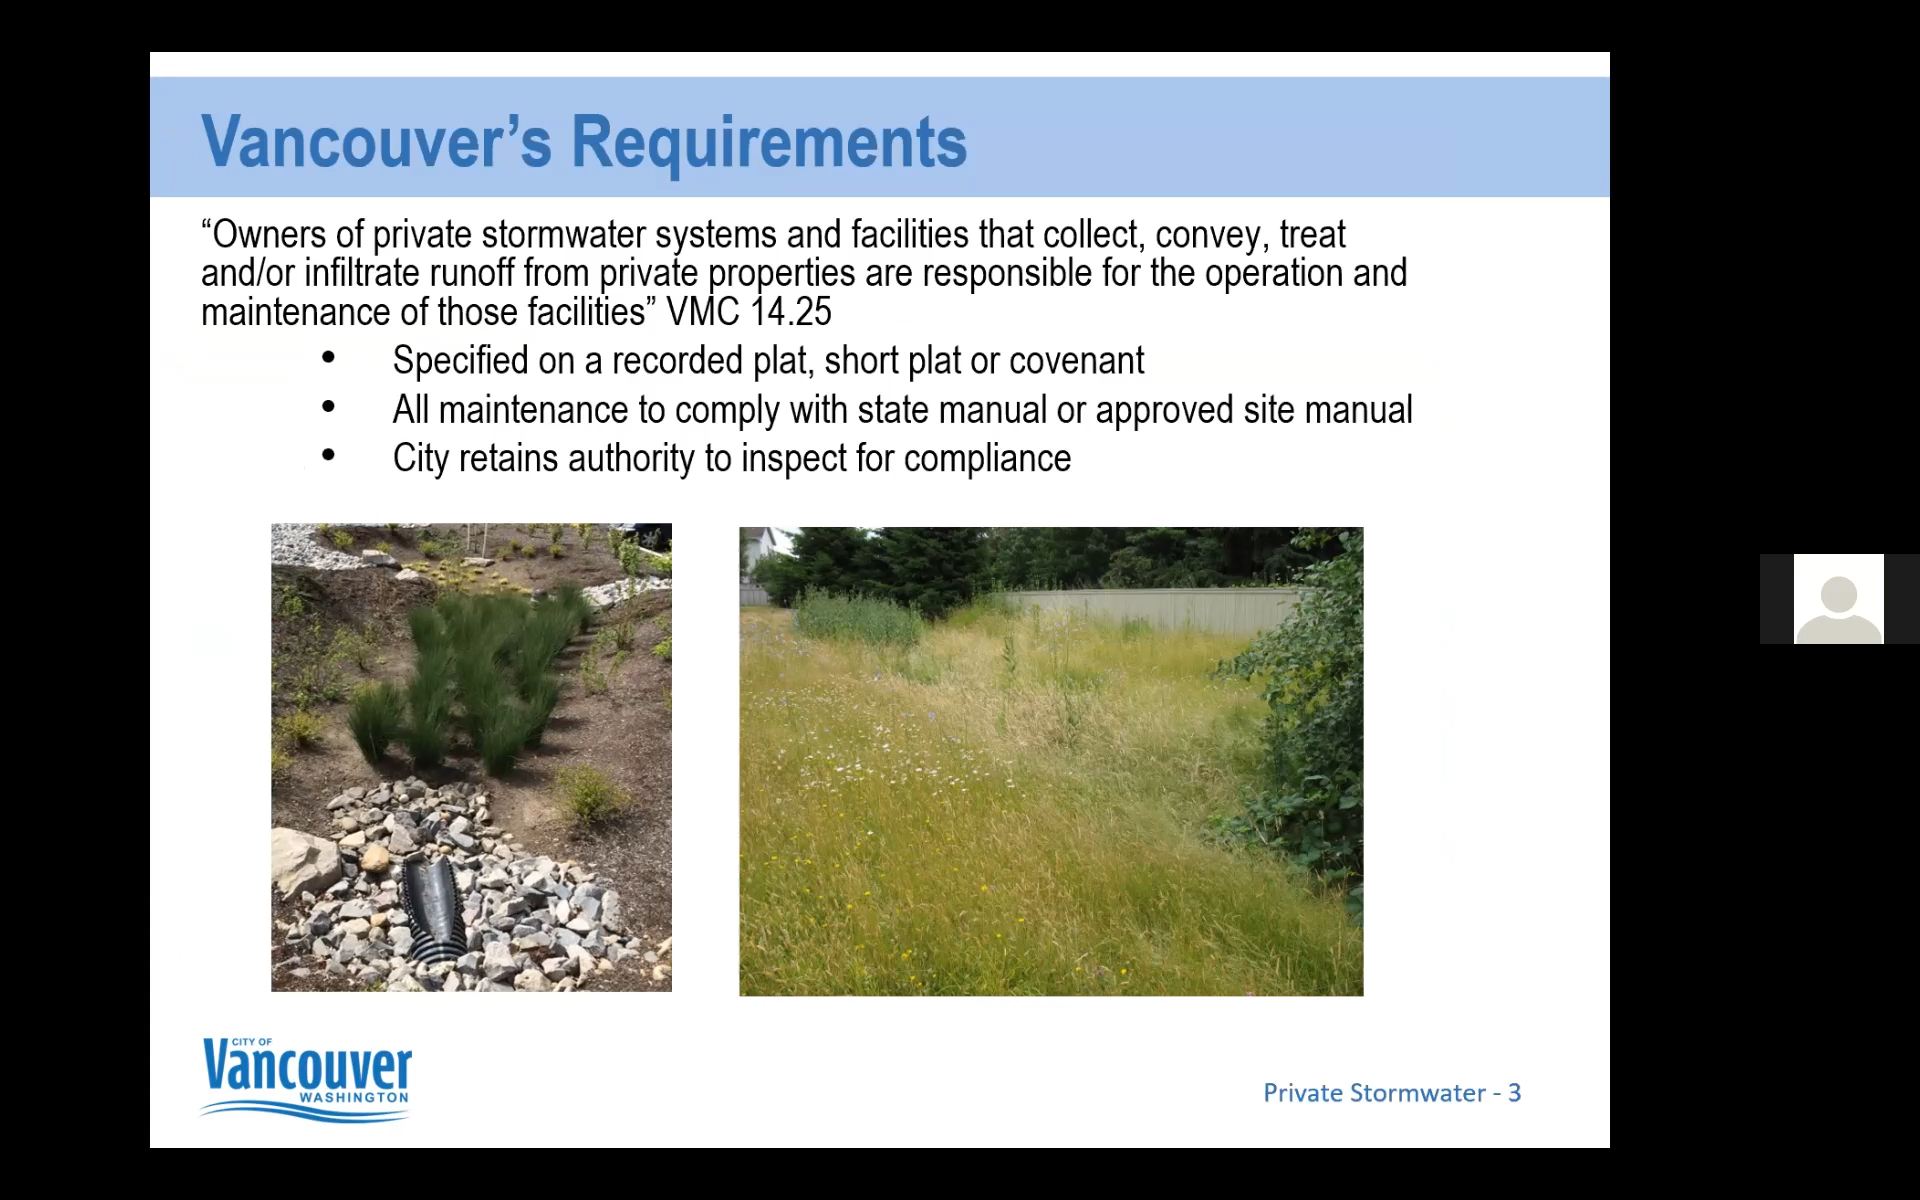 Vancouver’s Requirements
“Owners of private stormwater systems and facilities that collect, convey, treat
and/or infiltrate runoff from private properties are responsible for the operation and
maintenance of those facilities” VMC 14.25
• Specified on a recorded plat, short plat or covenant
• All maintenance to comply with state manual or approved site manual
• City retains authority to inspect for compliance
CITY OF
Vancouver
WASHINGTON
Private Stormwater - 3